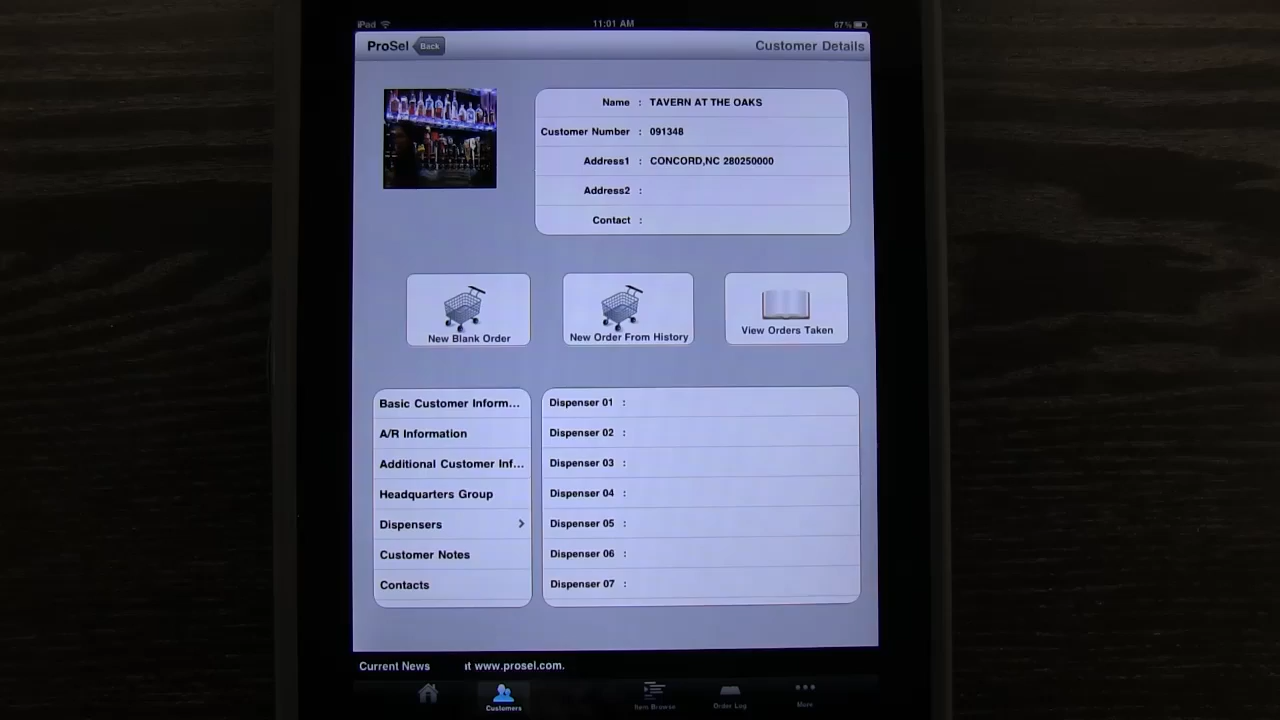 iPad 11:01 AM 67%
ProSel Back Customer Details
Name : TAVERN AT THE OAKS
Customer Number : 091348
Address1 : CONCORD,NC 280250000
Address2 :
Contact :
New Blank Order New Order From History View Orders Taken
Basic Customer Inform...
A/R Information
Additional Customer Inf...
Headquarters Group
Dispensers
Customer Notes
Contacts
Dispenser 01 :
Dispenser 02 :
Dispenser 03 :
Dispenser 04 :
Dispenser 05 :
Dispenser 06 :
Dispenser 07 :
Current News www.prosel.com.
Customers Item Browse Order Log More